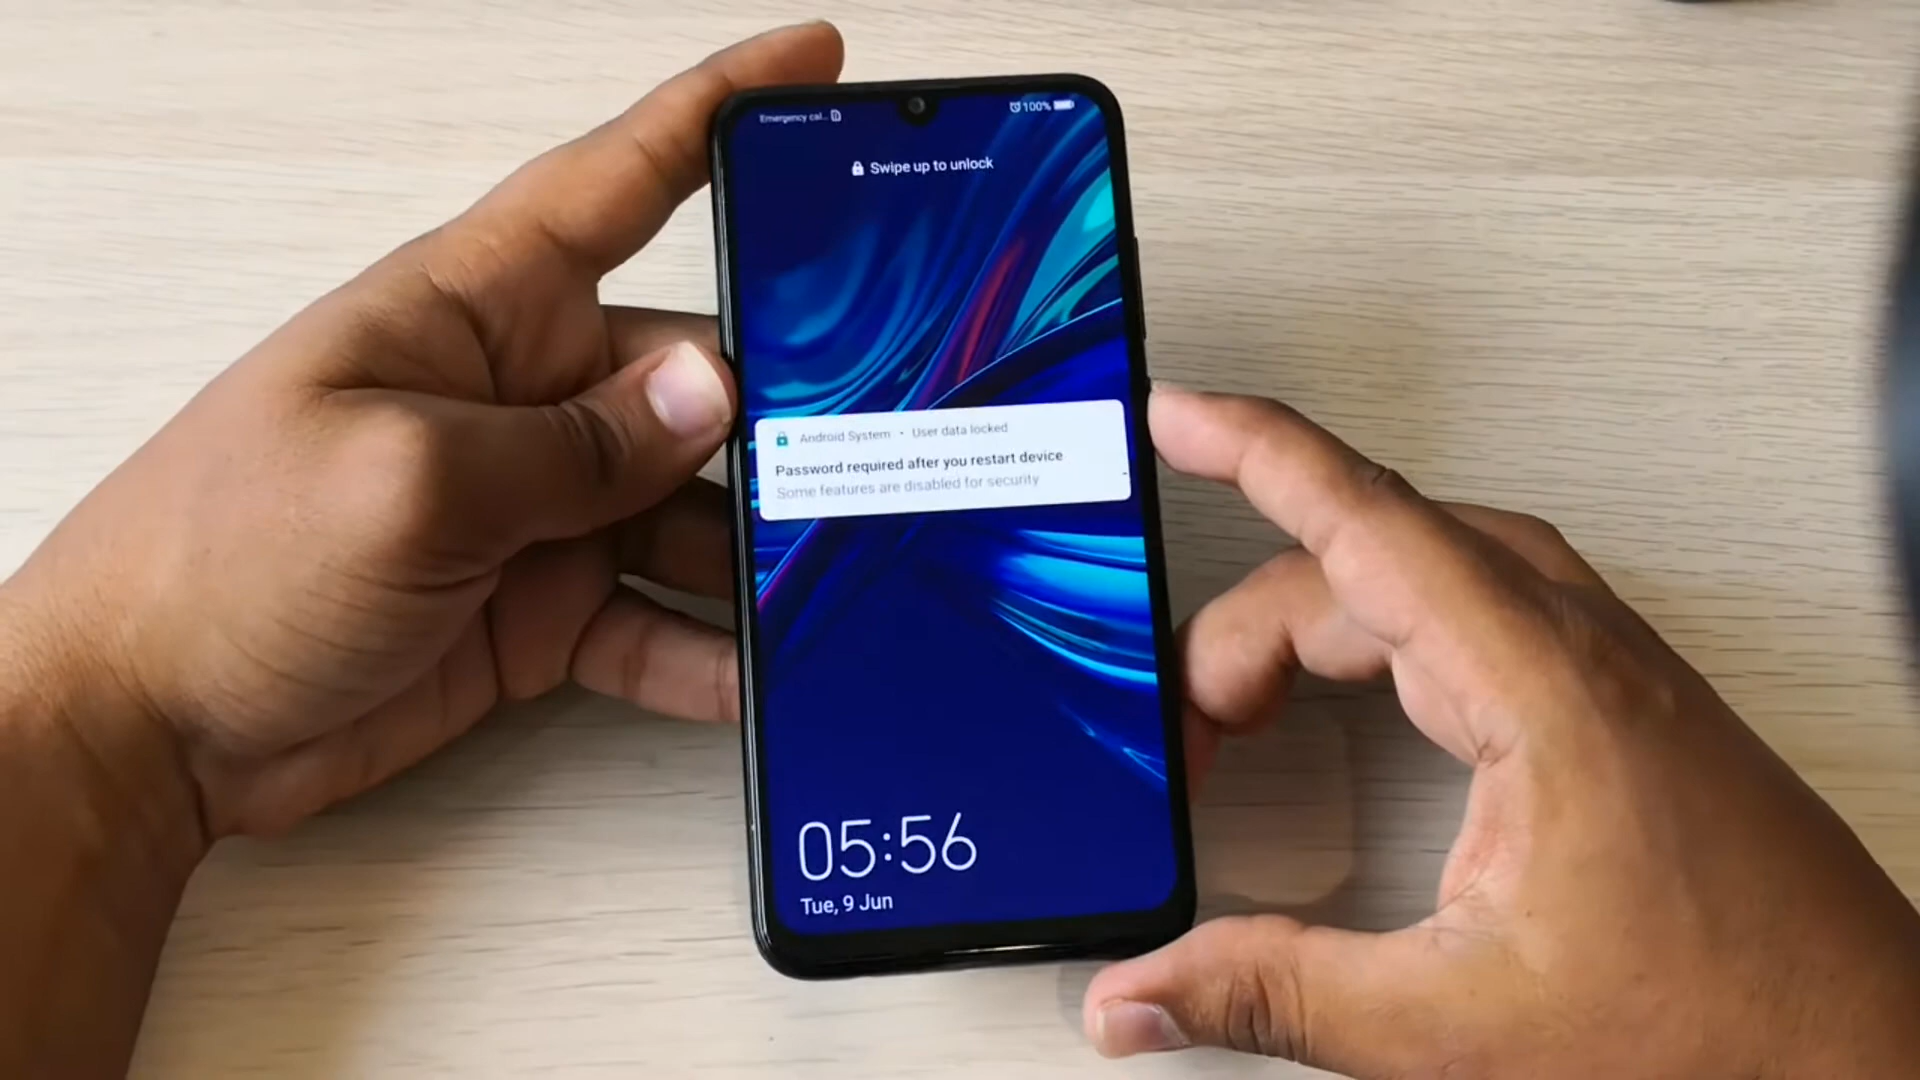 Emergency cal...
100%
Swipe up to unlock
Android System • User data locked
Password required after you restart device
Some features are disabled for security
05:56
Tue, 9 Jun